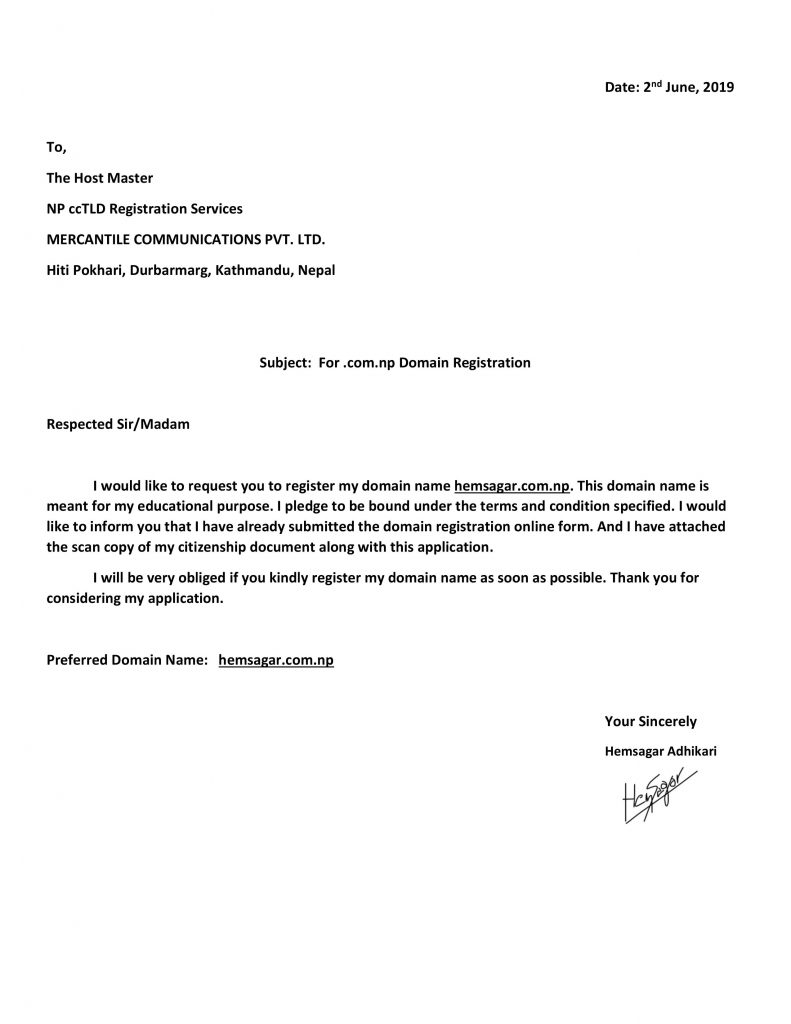 Date: 2nd June, 2019
To,
The Host Master
NP ccTLD Registration Services
MERCANTILE COMMUNICATIONS PVT. LTD.
Hiti Pokhari, Durbarmarg, Kathmandu, Nepal
Subject:  For .com.np Domain Registration
Respected Sir/Madam
I would like to request you to register my domain name hemsagar.com.np. This domain name is
meant for my educational purpose. I pledge to be bound under the terms and condition specified. I would
like to inform you that I have already submitted the domain registration online form. And I have attached
the scan copy of my citizenship document along with this application.
I will be very obliged if you kindly register my domain name as soon as possible. Thank you for
considering my application.
Preferred Domain Name:   hemsagar.com.np
Your Sincerely
Hemsagar Adhikari
HemSagar